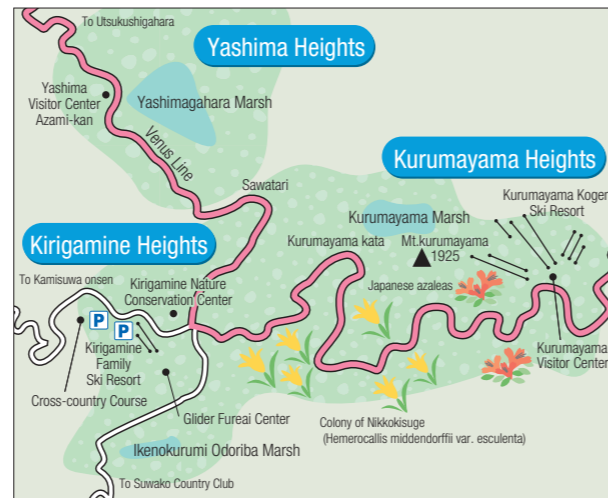 To Utsukushigahara
Yashima Heights
Yashima
Visitor Center
Azami-kan
Yashimagahara Marsh
Venus Line
Sawatari
Kurumayama Heights
Kurumayama Kogen
Ski Resort
Kurumayama Marsh
Kirigamine Heights
Kurumayama kata
Mt.kurumayama
1925
To Kamisuwa onsen
Kirigamine Nature
Conservation Center
Japanese azaleas
P
P
Kirigamine
Family
Ski Resort
Kurumayama
Visitor Center
Cross-country Course
Glider Fureai Center
Colony of Nikkokisuge
(Hemerocallis middendorffii var. esculenta)
Ikenokurumi Odoriba Marsh
To Suwako Country Club